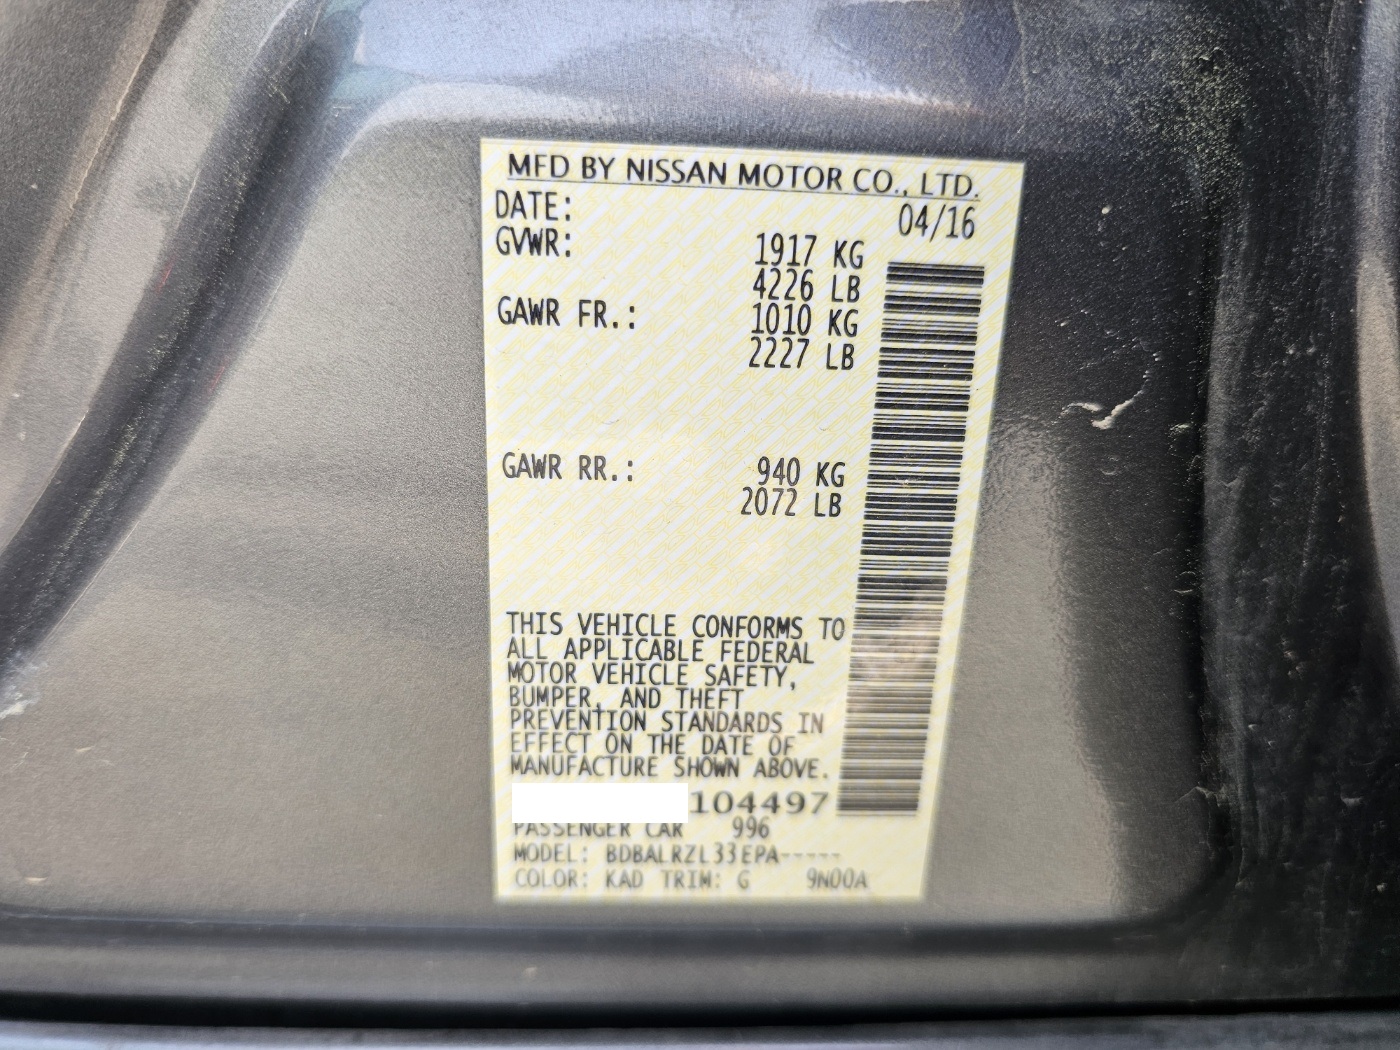 MFD BY NISSAN MOTOR CO., LTD.
DATE: 04/16
GVWR: 1917 KG
4226 LB
GAWR FR.: 1010 KG
2227 LB
GAWR RR.: 940 KG
2072 LB
THIS VEHICLE CONFORMS TO
ALL APPLICABLE FEDERAL
MOTOR VEHICLE SAFETY,
BUMPER, AND THEFT
PREVENTION STANDARDS IN
EFFECT ON THE DATE OF
MANUFACTURE SHOWN ABOVE.
104497
PASSENGER CAR 996
MODEL: BDBALRZL33EPA-----
COLOR: KAD TRIM: G 9N00A